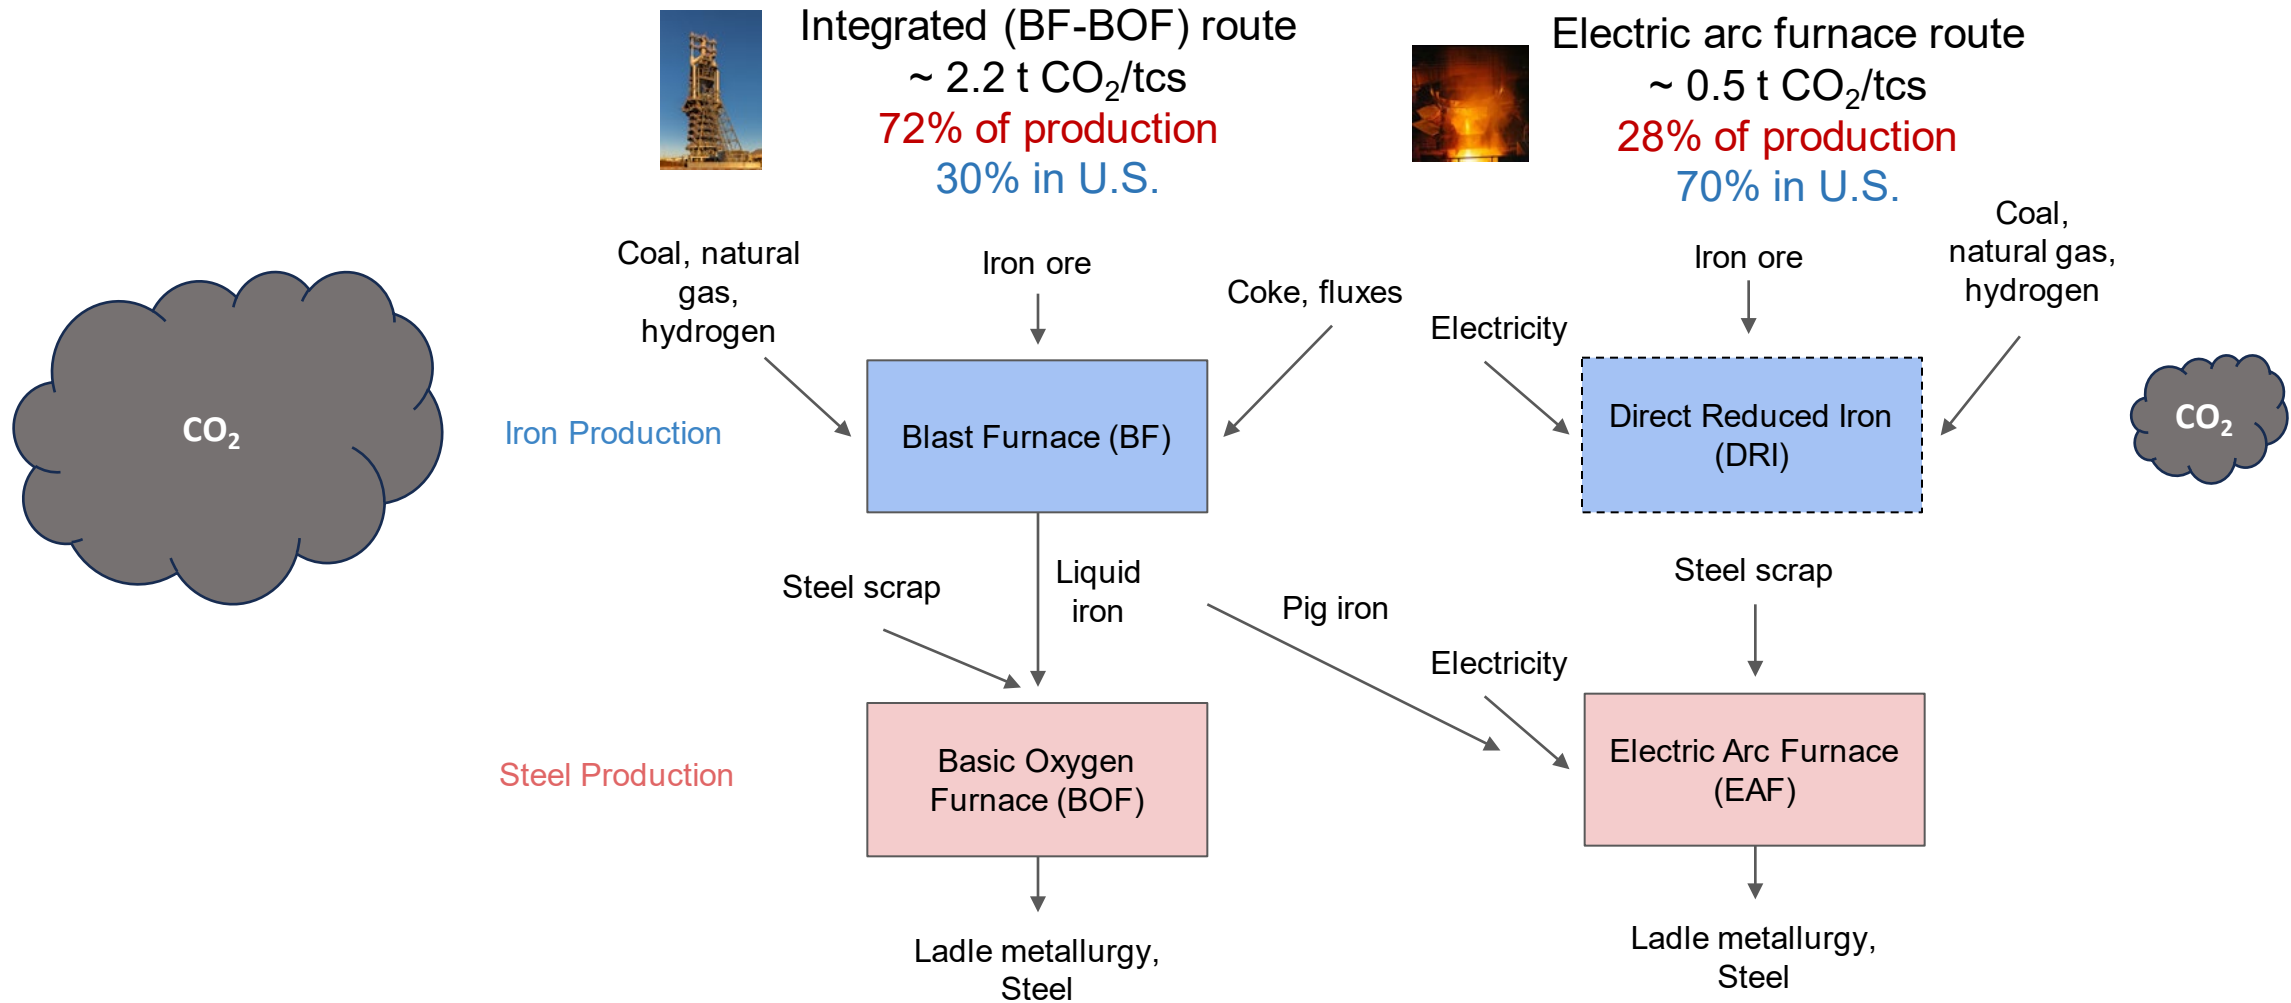 Integrated (BF-BOF) route
~ 2.2 t CO₂/tcs
72% of production
30% in U.S.
Electric arc furnace route
~ 0.5 t CO₂/tcs
28% of production
70% in U.S.
Coal, natural
gas,
hydrogen
Iron ore
Coke, fluxes
Electricity
Iron ore
Coal,
natural gas,
hydrogen
CO₂
Iron Production
Blast Furnace (BF)
Direct Reduced Iron
(DRI)
CO₂
Steel scrap
Liquid
iron
Pig iron
Steel scrap
Electricity
Steel Production
Basic Oxygen
Furnace (BOF)
Electric Arc Furnace
(EAF)
Ladle metallurgy,
Steel
Ladle metallurgy,
Steel